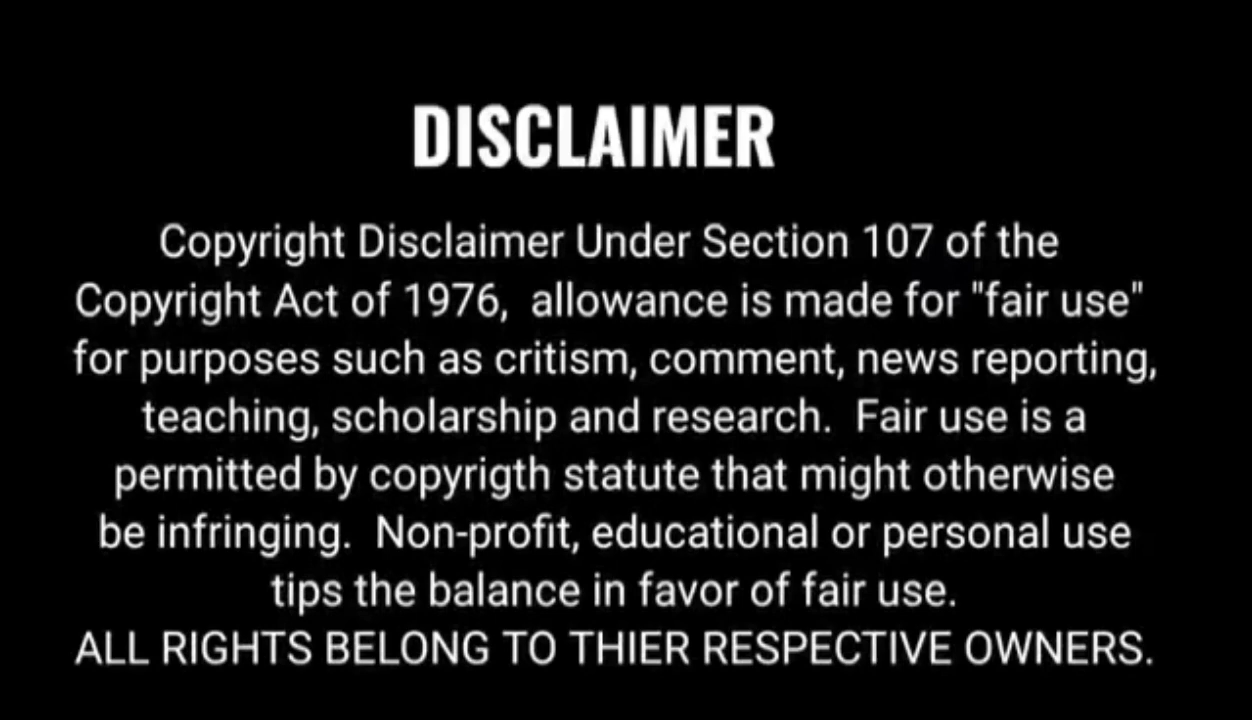 DISCLAIMER
Copyright Disclaimer Under Section 107 of the
Copyright Act of 1976,  allowance is made for "fair use"
for purposes such as critism, comment, news reporting,
teaching, scholarship and research.  Fair use is a
permitted by copyrigth statute that might otherwise
be infringing.  Non-profit, educational or personal use
tips the balance in favor of fair use.
ALL RIGHTS BELONG TO THIER RESPECTIVE OWNERS.